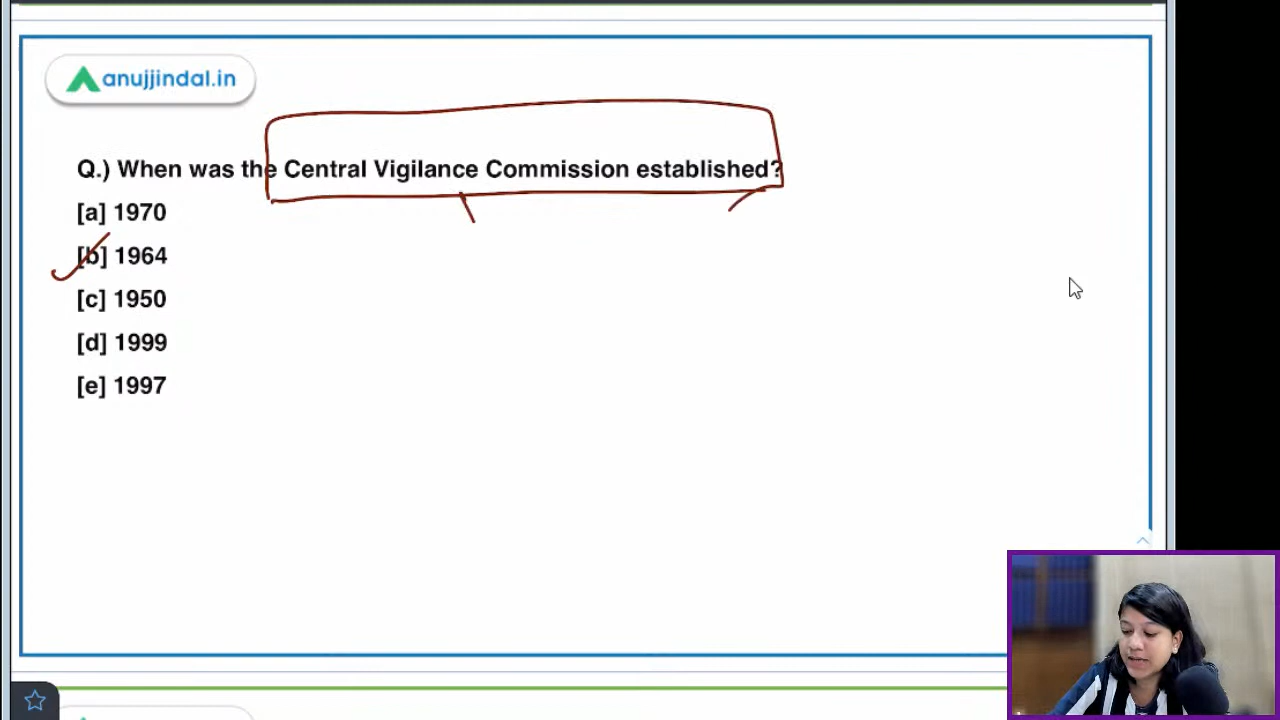 anujjindal.in
Q.) When was the Central Vigilance Commission established?
[a] 1970
[b] 1964
[c] 1950
[d] 1999
[e] 1997